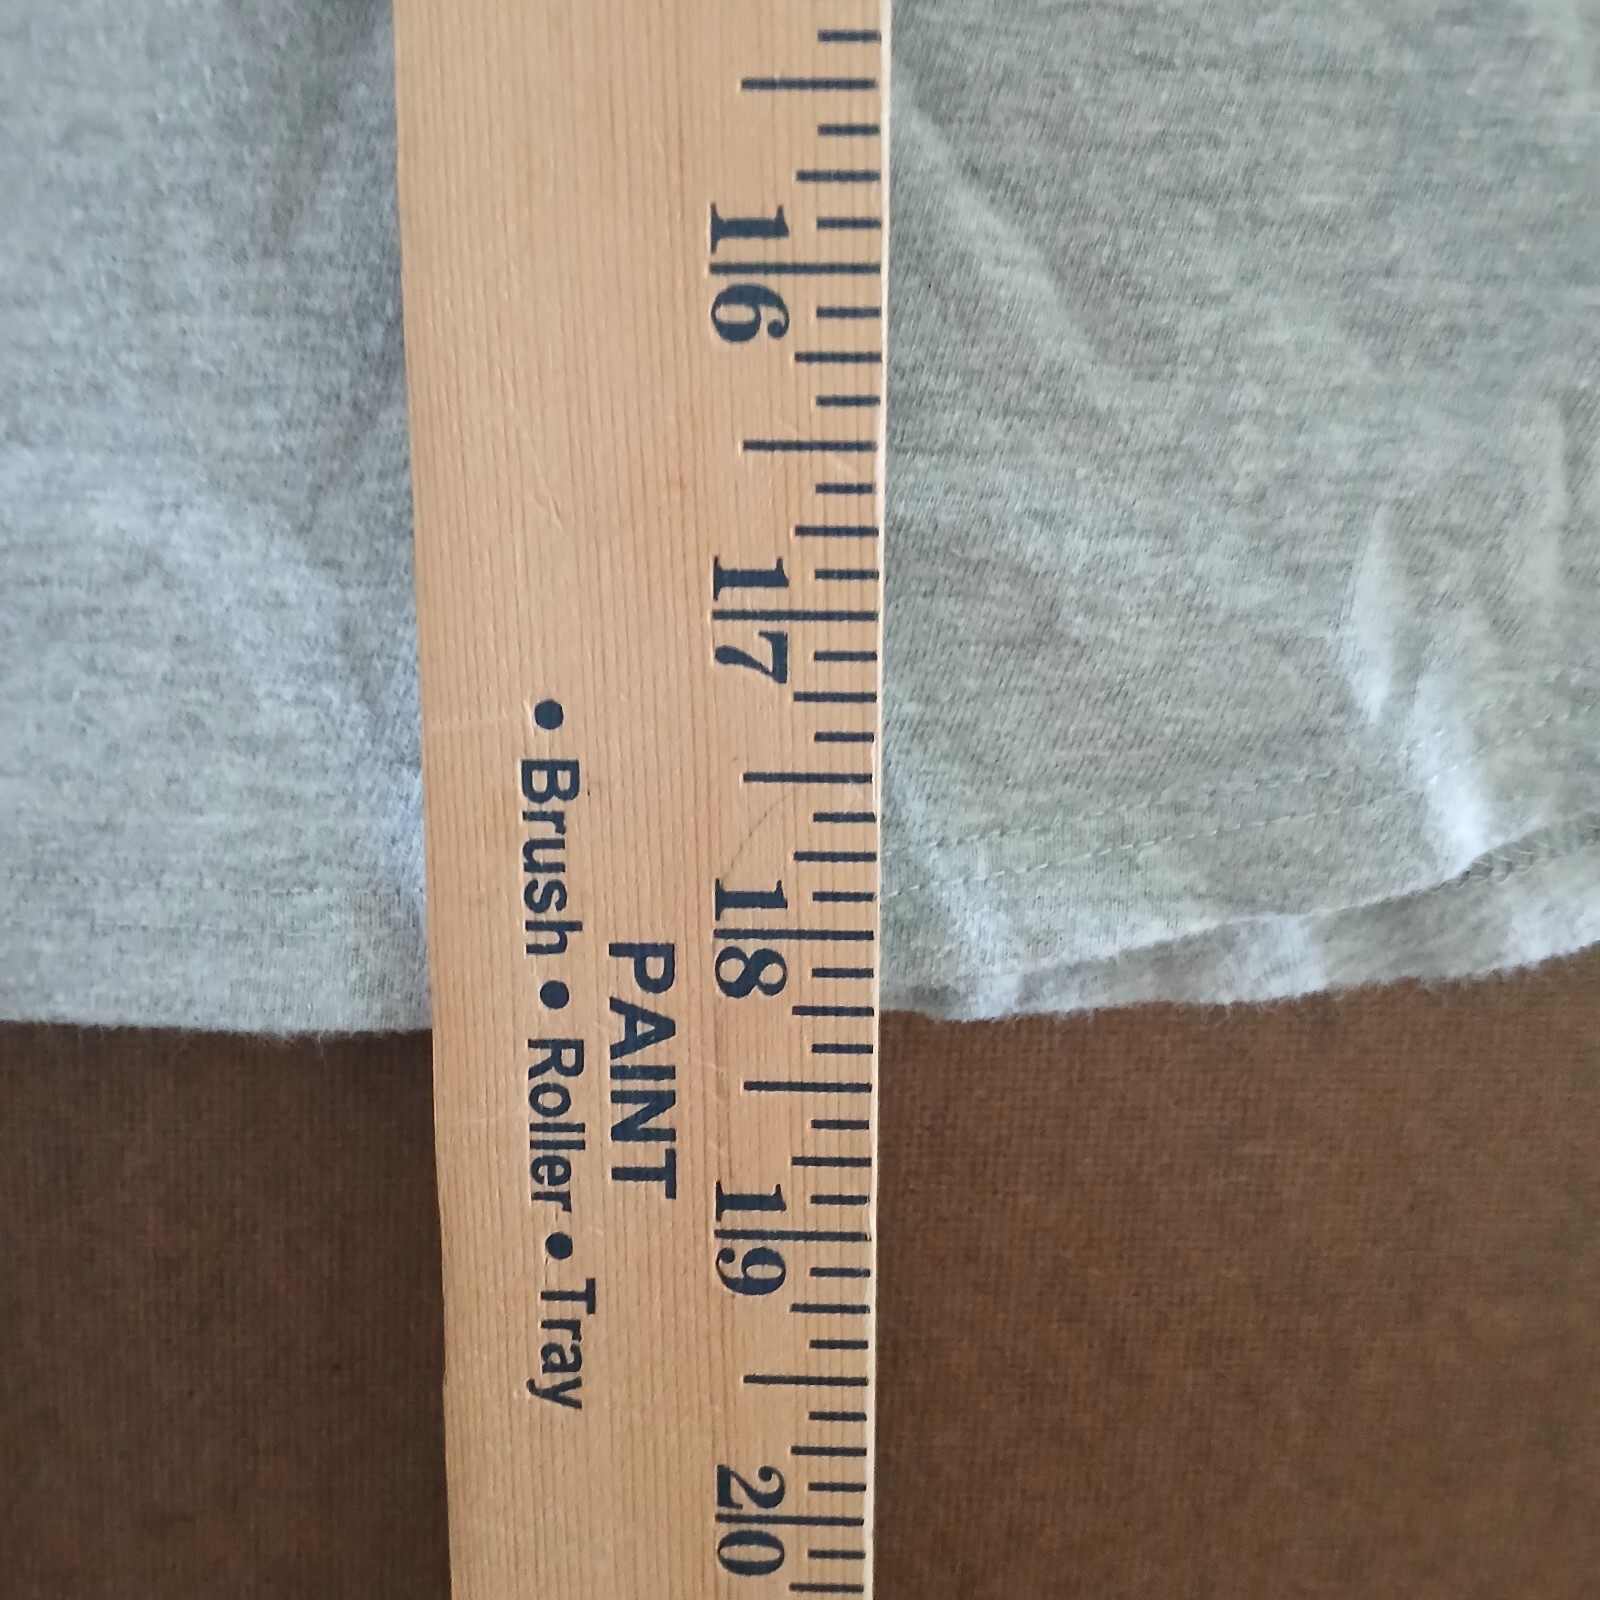 16
17
18
19
20
PAINT
• Brush • Roller • Tray